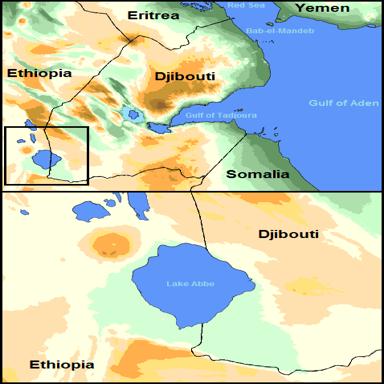 Eritrea
Red Sea
Yemen
Bab-el-Mandeb
Ethiopia
Djibouti
Gulf of Aden
Gulf of Tadjoura
Somalia
Djibouti
Lake Abbe
Ethiopia